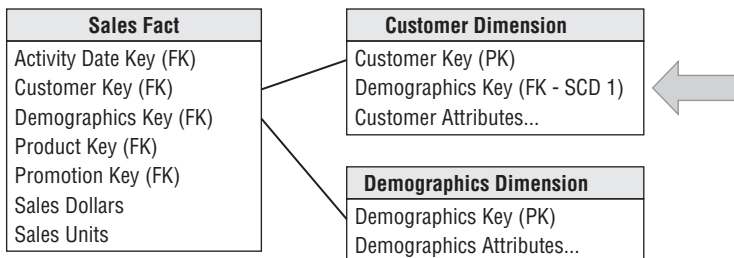 Sales Fact
Activity Date Key (FK)
Customer Key (FK)
Demographics Key (FK)
Product Key (FK)
Promotion Key (FK)
Sales Dollars
Sales Units
Customer Dimension
Customer Key (PK)
Demographics Key (FK - SCD 1)
Customer Attributes...
Demographics Dimension
Demographics Key (PK)
Demographics Attributes...